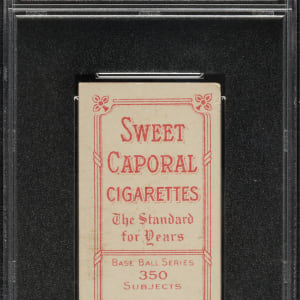 SWEET
CAPORAL
CIGARETTES
The Standard
for Years
BASE BALL SERIES
350
SUBJECTS